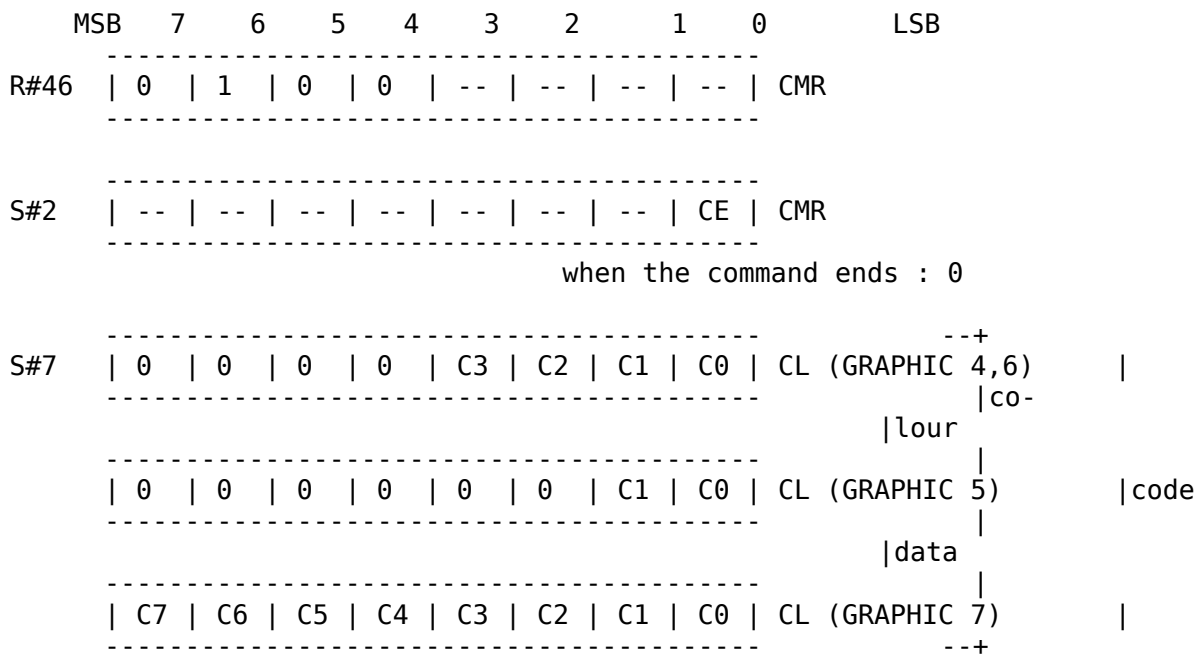 MSB   7    6    5   4    3    2      1    0        LSB
-----------------------------------------
R#46  | 0  | 1  | 0  | 0  | -- | -- | -- | -- | CMR
-----------------------------------------
-----------------------------------------
S#2   | -- | -- | -- | -- | -- | -- | -- | CE | CMR
-----------------------------------------
when the command ends : 0
-----------------------------------------           --+
S#7   | 0  | 0  | 0  | 0  | C3 | C2 | C1 | C0 | CL (GRAPHIC 4,6)     |
-----------------------------------------             |co-
|lour
-----------------------------------------             |
| 0  | 0  | 0  | 0  | 0  | 0  | C1 | C0 | CL (GRAPHIC 5)       |code
-----------------------------------------             |
|data
-----------------------------------------             |
| C7 | C6 | C5 | C4 | C3 | C2 | C1 | C0 | CL (GRAPHIC 7)       |
-----------------------------------------           --+